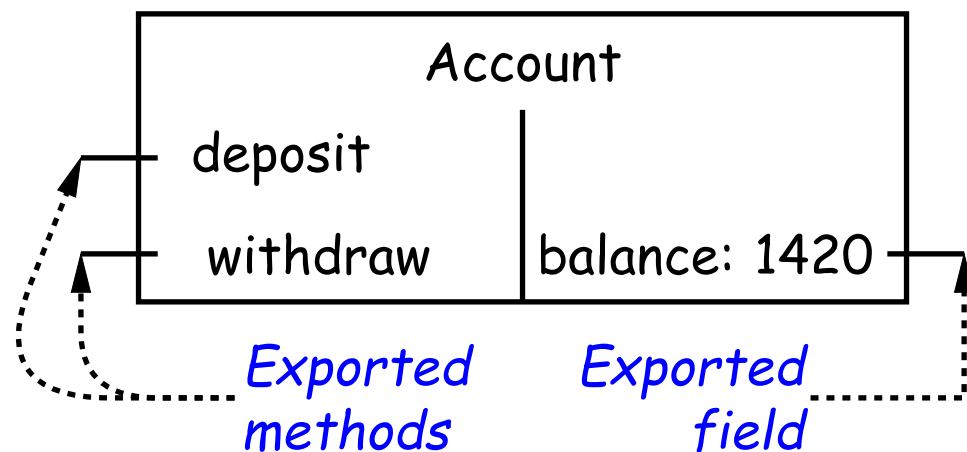 Account
deposit
withdraw
balance: 1420
Exported
methods
Exported
field